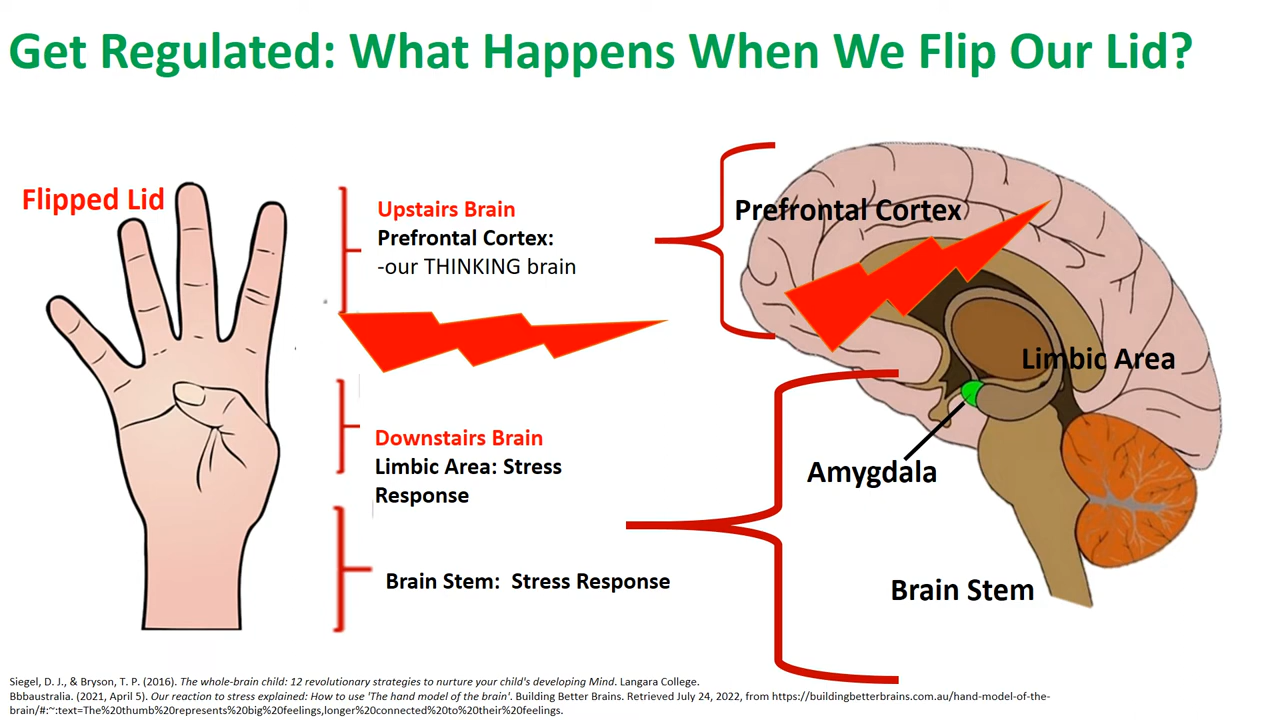 Get Regulated: What Happens When We Flip Our Lid?
Flipped Lid
Upstairs Brain
Prefrontal Cortex:
-our THINKING brain
Downstairs Brain
Limbic Area: Stress
Response
Brain Stem:  Stress Response
Prefrontal Cortex
Limbic Area
Amygdala
Brain Stem
Siegel, D. J., & Bryson, T. P. (2016). The whole-brain child: 12 revolutionary strategies to nurture your child's developing Mind. Langara College.
Bbbaustralia. (2021, April 5). Our reaction to stress explained: How to use 'The hand model of the brain'. Building Better Brains. Retrieved July 24, 2022, from https://buildingbetterbrains.com.au/hand-model-of-the-
brain/#:~:text=The%20thumb%20represents%20big%20feelings,longer%20connected%20to%20their%20feelings.